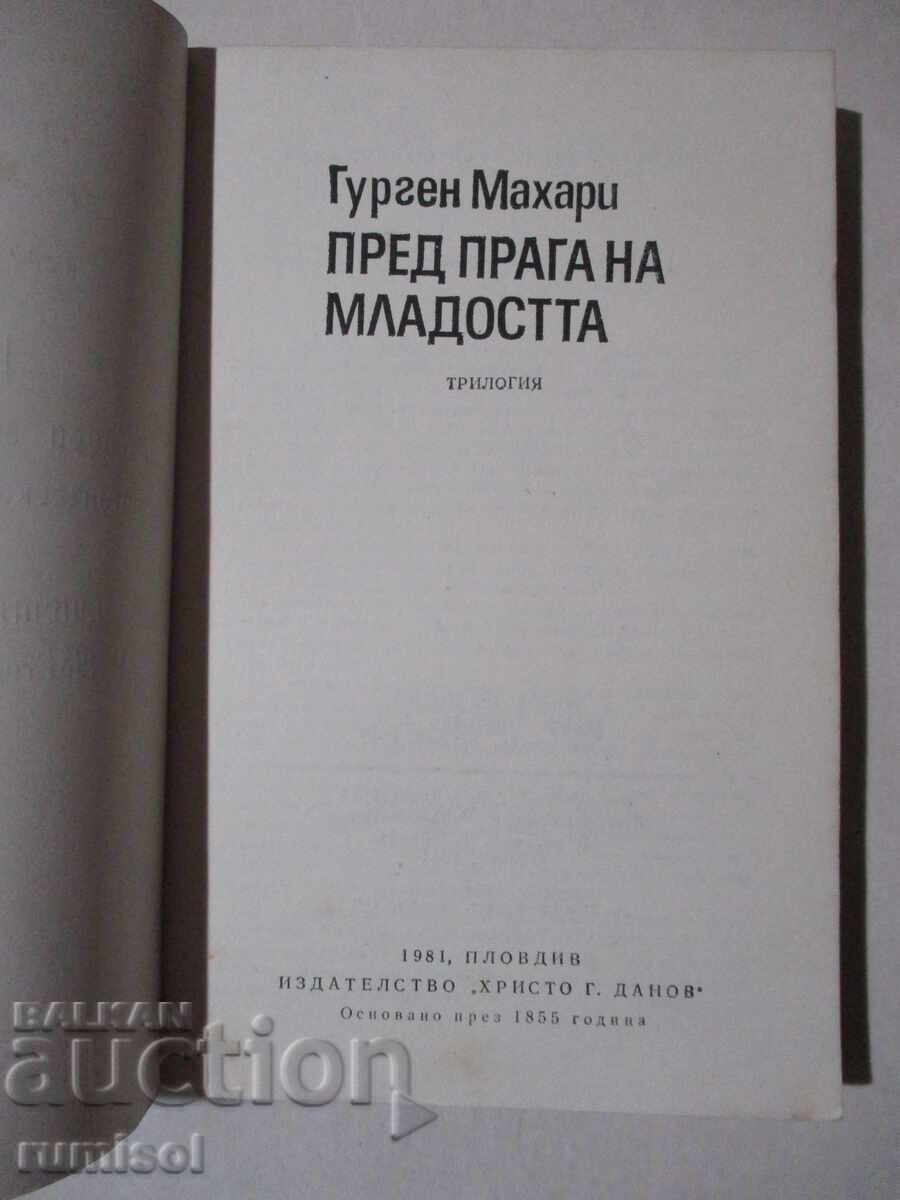 Гурген Махари
ПРЕД ПРАГА НА
МЛАДОСТТА
ТРИЛОГИЯ
1981, ПЛОВДИВ
ИЗДАТЕЛСТВО „ХРИСТО Г. ДАНОВ"
Основано през 1855 година
BALKAN
auction
rumisol